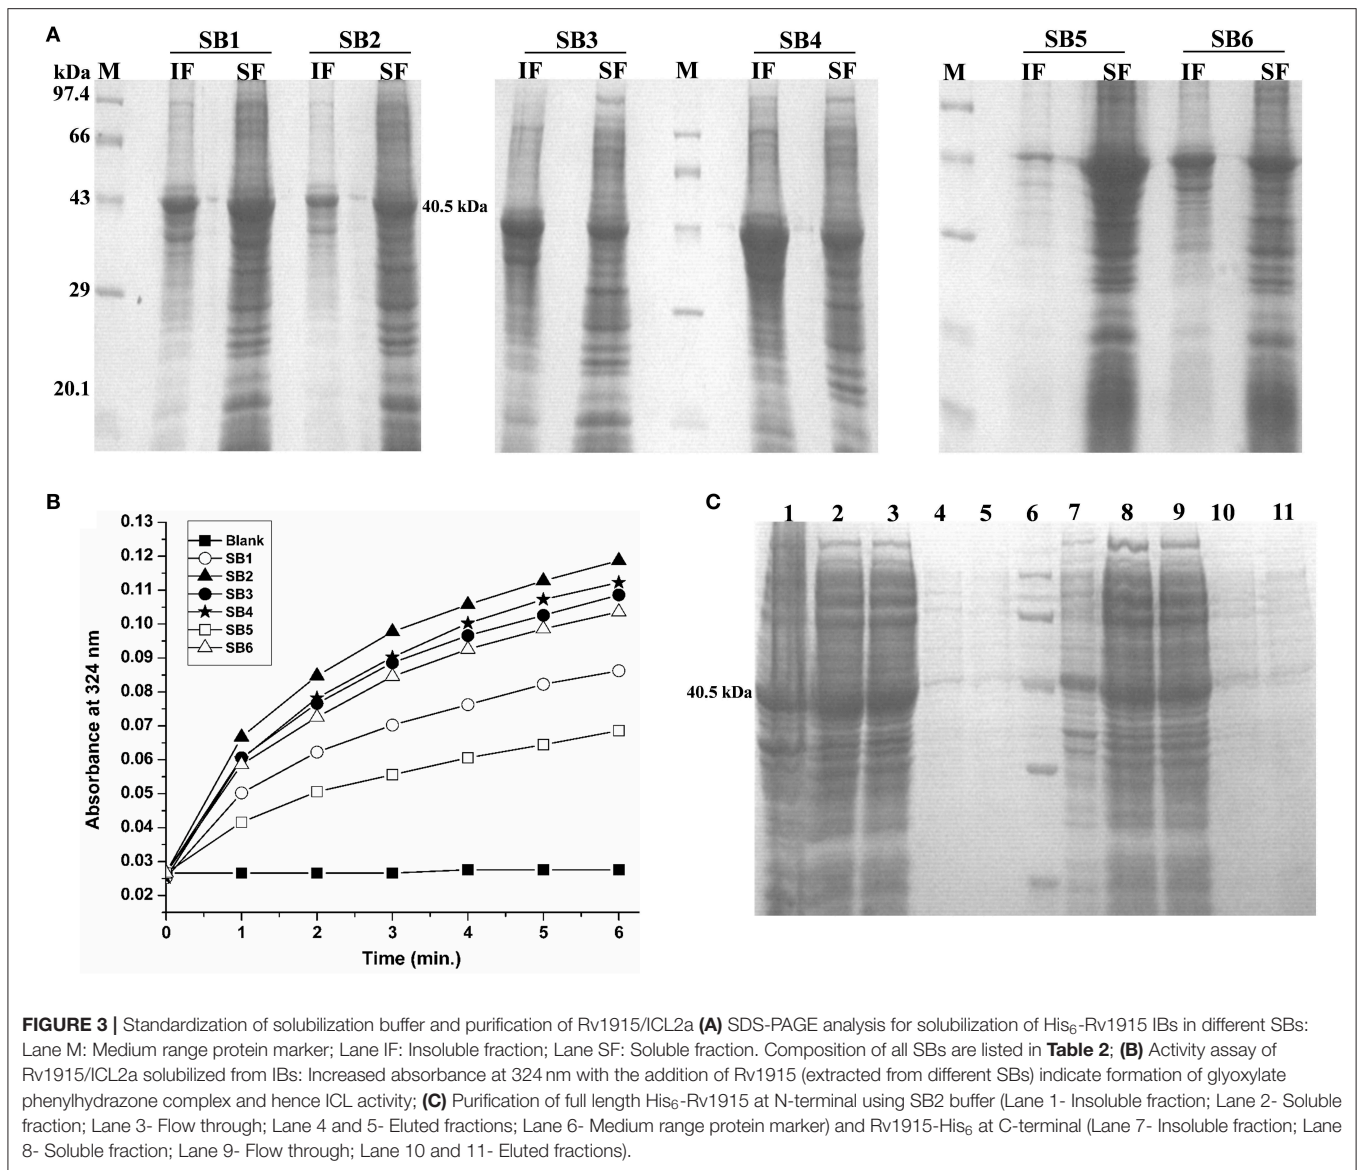 A
SB1 SB2 SB3 SB4 SB5 SB6
kDa M IF SF IF SF IF SF M IF SF M IF SF IF SF
97.4
66
43
40.5 kDa
29
20.1
B
Absorbance at 324 nm
0.13
0.12
0.11
0.10
0.09
0.08
0.07
0.06
0.05
0.04
0.03
0.02
Blank
SB1
SB2
SB3
SB4
SB5
SB6
0 1 2 3 4 5 6
Time (min.)
C
1 2 3 4 5 6 7 8 9 10 11
40.5 kDa
FIGURE 3 | Standardization of solubilization buffer and purification of Rv1915/ICL2a (A) SDS-PAGE analysis for solubilization of His₆-Rv1915 IBs in different SBs:
Lane M: Medium range protein marker; Lane IF: Insoluble fraction; Lane SF: Soluble fraction. Composition of all SBs are listed in Table 2; (B) Activity assay of
Rv1915/ICL2a solubilized from IBs: Increased absorbance at 324 nm with the addition of Rv1915 (extracted from different SBs) indicate formation of glyoxylate
phenylhydrazone complex and hence ICL activity; (C) Purification of full length His₆-Rv1915 at N-terminal using SB2 buffer (Lane 1- Insoluble fraction; Lane 2- Soluble
fraction; Lane 3- Flow through; Lane 4 and 5- Eluted fractions; Lane 6- Medium range protein marker) and Rv1915-His₆ at C-terminal (Lane 7- Insoluble fraction; Lane
8- Soluble fraction; Lane 9- Flow through; Lane 10 and 11- Eluted fractions).